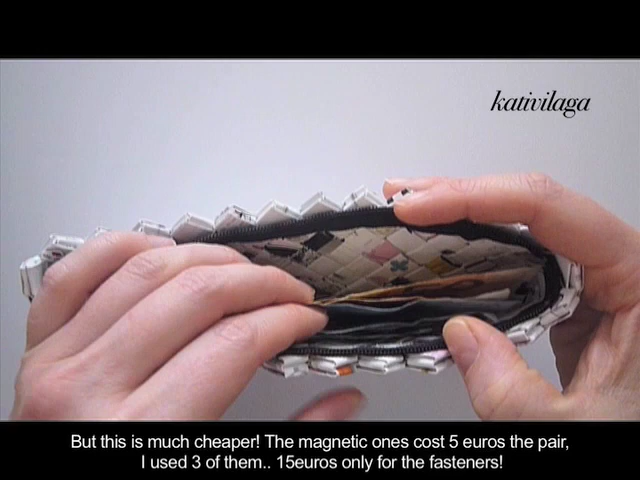 kativilaga
But this is much cheaper! The magnetic ones cost 5 euros the pair,
I used 3 of them.. 15euros only for the fasteners!